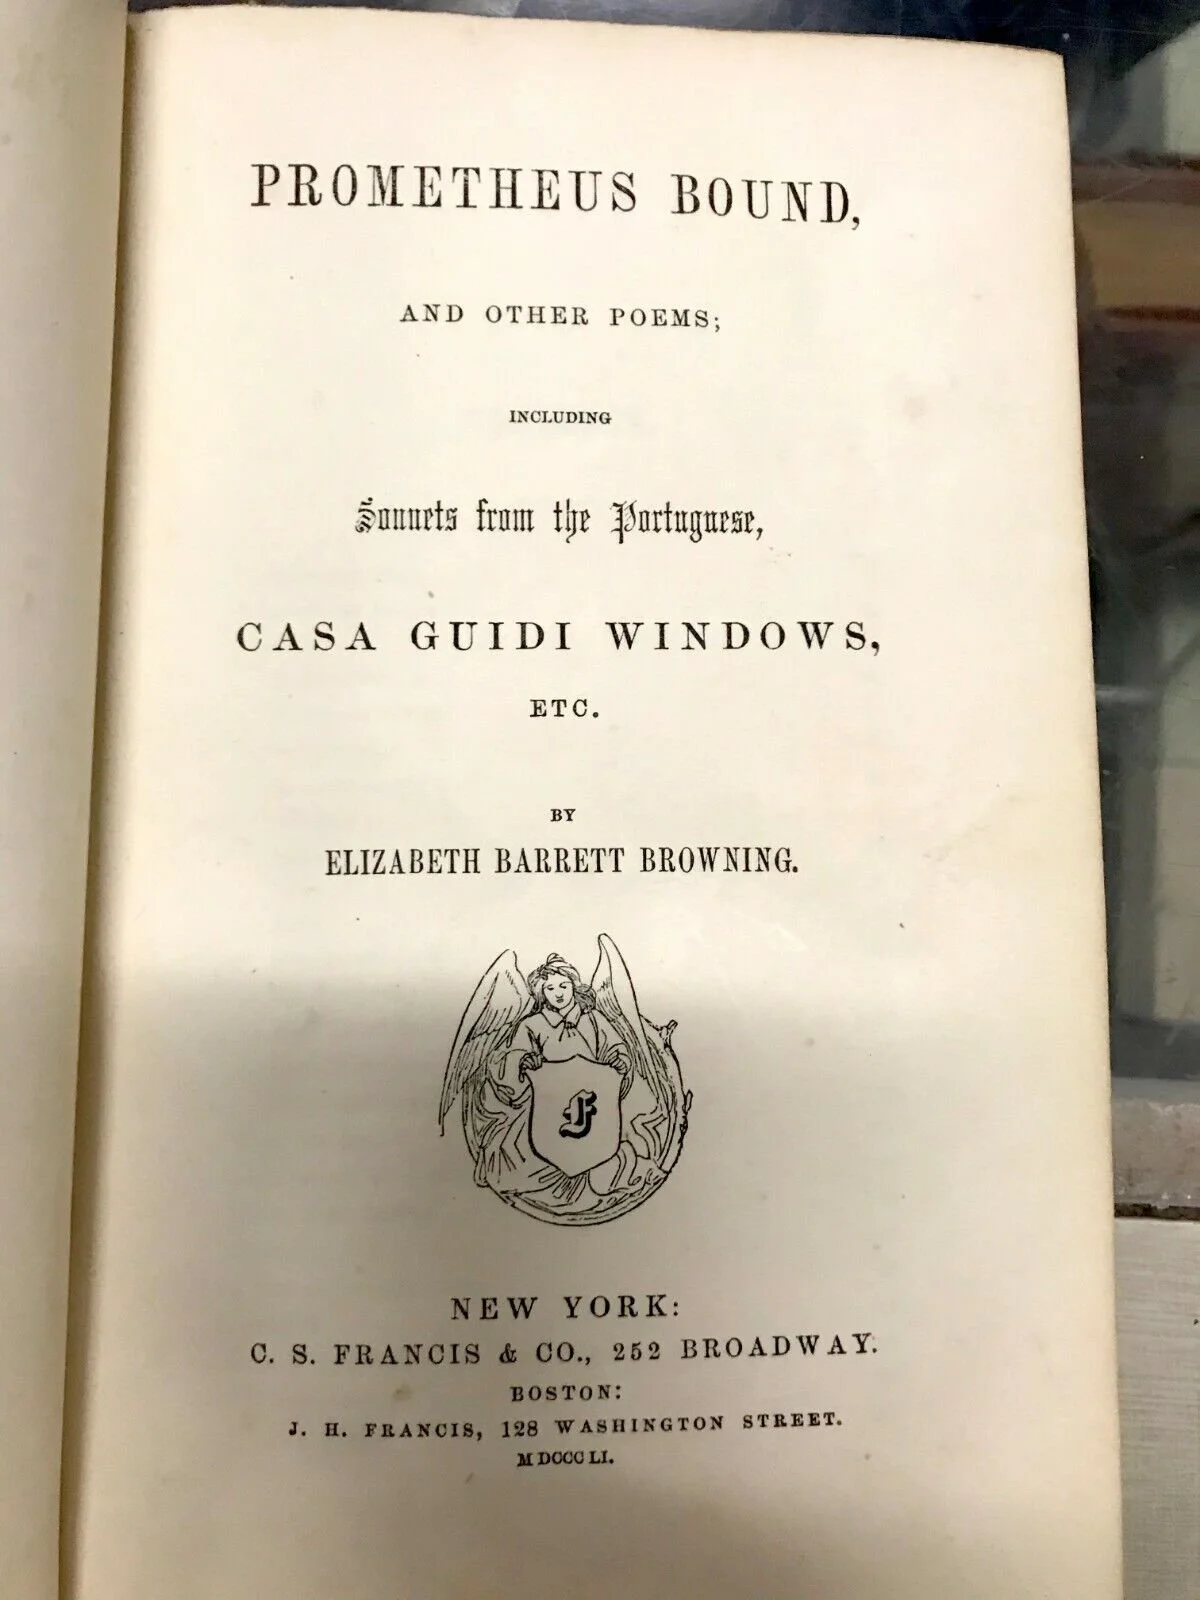 PROMETHEUS BOUND,
AND OTHER POEMS;
INCLUDING
Sonnets from the Portuguese,
CASA GUIDI WINDOWS,
ETC.
BY
ELIZABETH BARRETT BROWNING.
F
NEW YORK:
C. S. FRANCIS & CO., 252 BROADWAY.
BOSTON:
J. H. FRANCIS, 128 WASHINGTON STREET.
MDCCCLI.